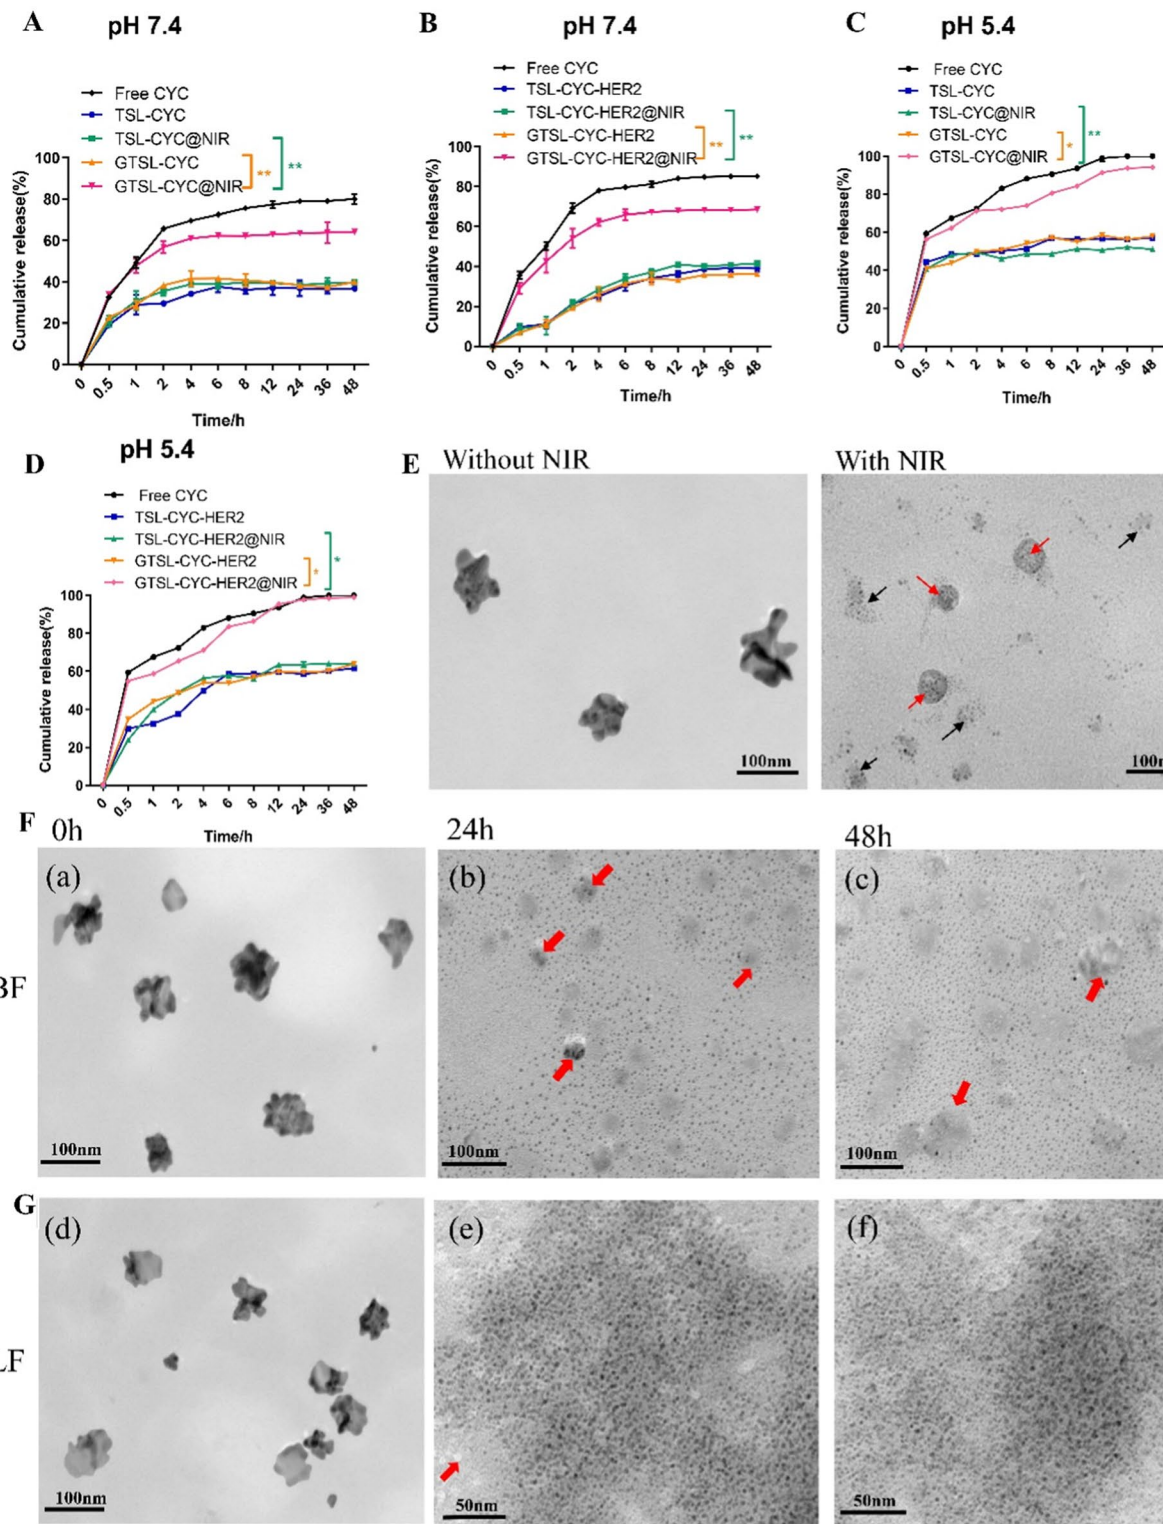 A
pH 7.4
Free CYC
TSL-CYC
TSL-CYC@NIR
GTSL-CYC
GTSL-CYC@NIR
**
**
Cumulative release(%)
100
80
60
40
20
0
0 0.5 1 2 4 6 8 12 24 36 48
Time/h
B
pH 7.4
Free CYC
TSL-CYC-HER2
TSL-CYC-HER2@NIR
GTSL-CYC-HER2
GTSL-CYC-HER2@NIR
**
**
Cumulative release(%)
100
80
60
40
20
0
0 0.5 1 2 4 6 8 12 24 36 48
Time/h
C
pH 5.4
Free CYC
TSL-CYC
TSL-CYC@NIR
GTSL-CYC
GTSL-CYC@NIR
*
**
Cumulative release(%)
100
80
60
40
20
0
0 0.5 1 2 4 6 8 12 24 36 48
Time/h
D
pH 5.4
Free CYC
TSL-CYC-HER2
TSL-CYC-HER2@NIR
GTSL-CYC-HER2
GTSL-CYC-HER2@NIR
*
*
Cumulative release(%)
100
80
60
40
20
0
0 0.5 1 2 4 6 8 12 24 36 48
Time/h
E
Without NIR
100nm
With NIR
F
0h
24h
48h
(a)
100nm
(b)
100nm
(c)
100nm
G
(d)
100nm
(e)
50nm
(f)
50nm